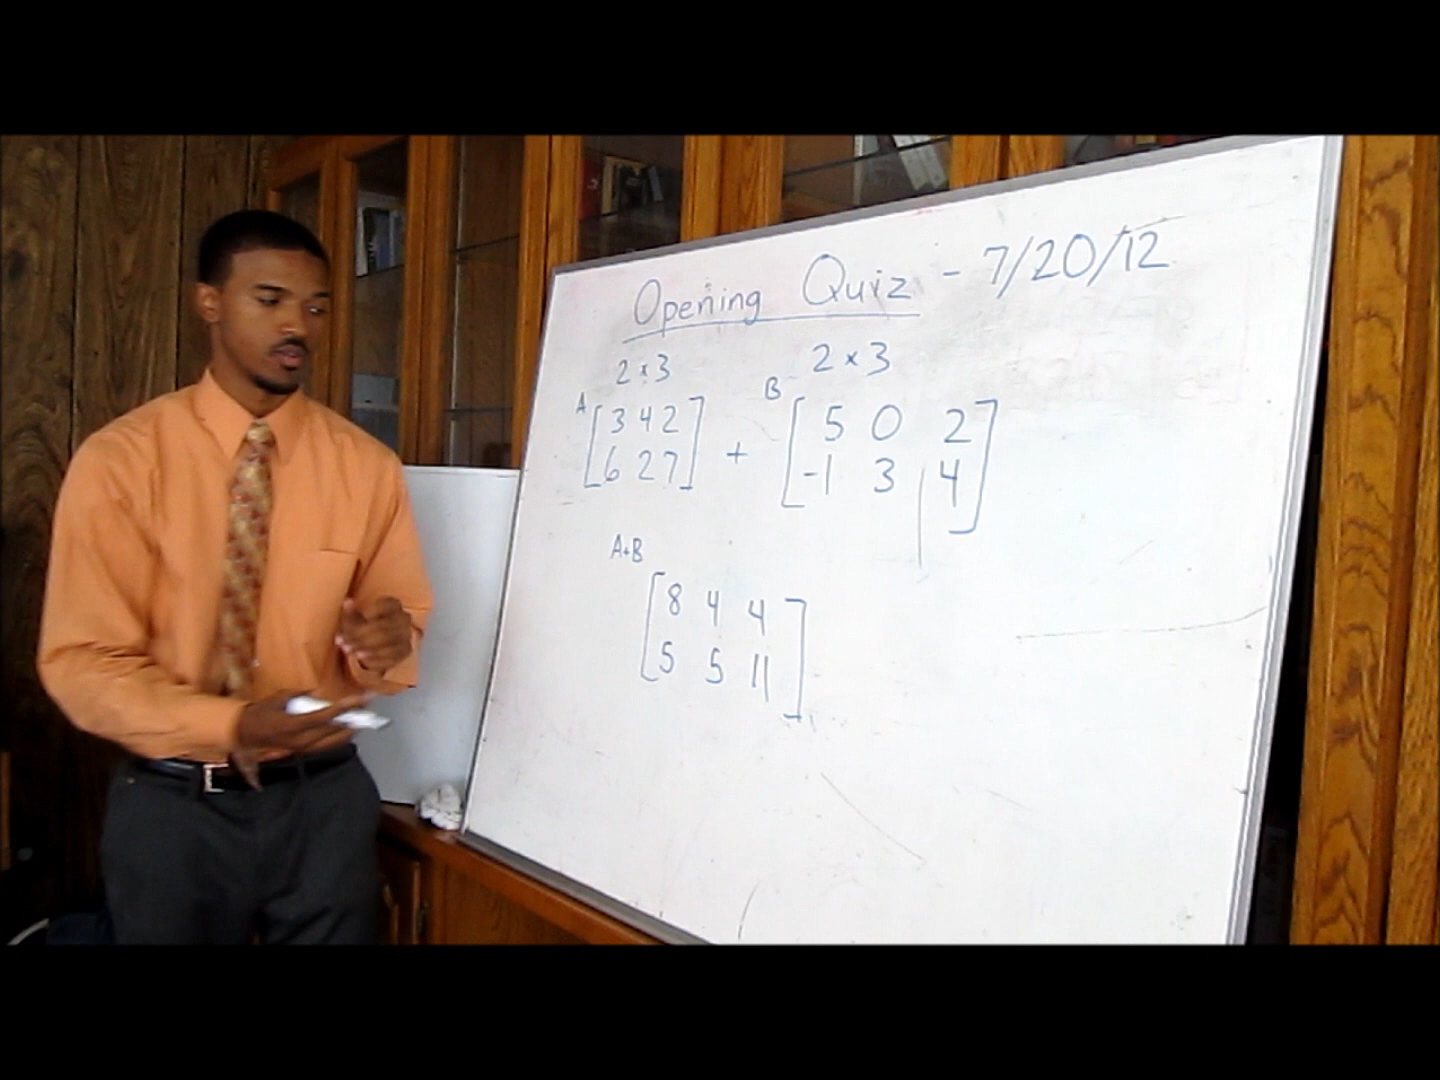 Opening Quiz - 7/20/12
2 x 3 2 x 3
A B
[3 4 2] + [5 0 2]
[6 2 7] [-1 3 4]
A+B
[8 4 4]
[5 5 11]